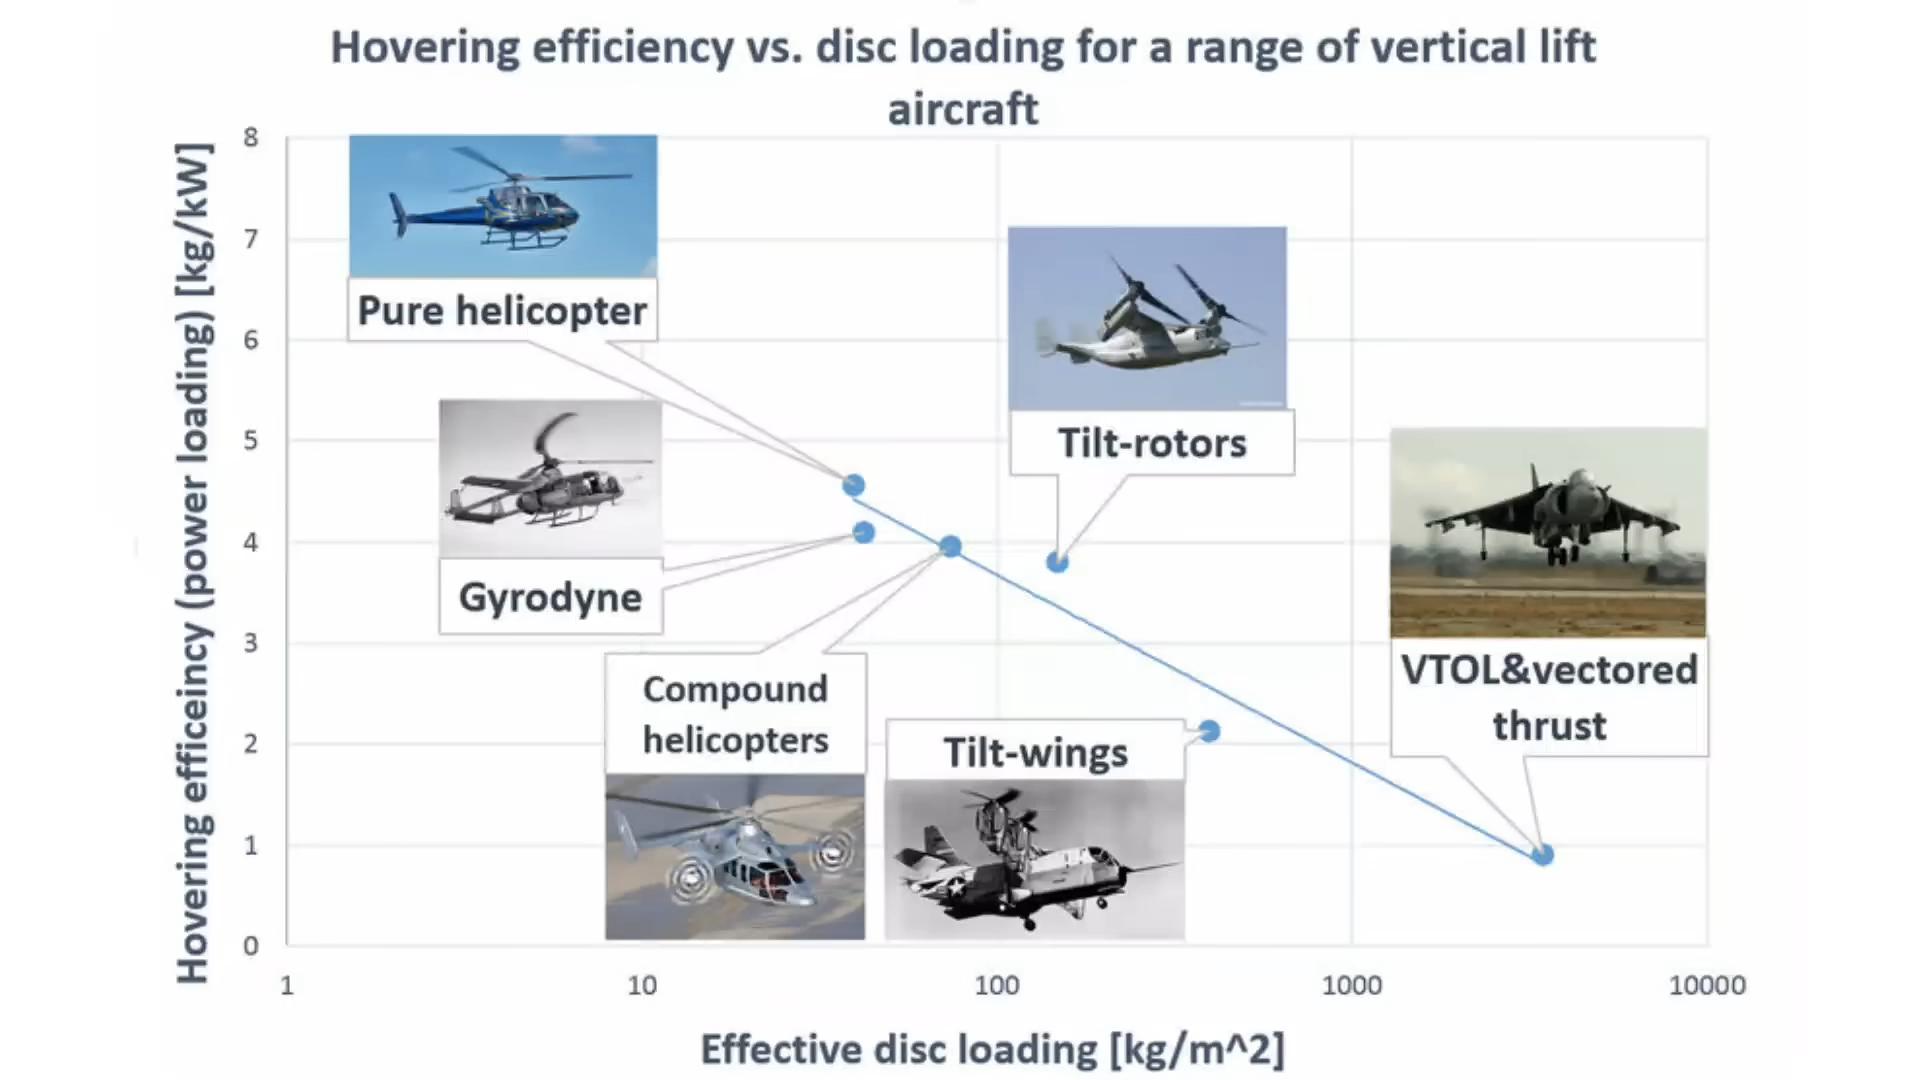 Hovering efficiency vs. disc loading for a range of vertical lift
aircraft
Hovering efficeincy (power loading) [kg/kW]
8
7
6
5
4
3
2
1
0
Pure helicopter
Gyrodyne
Compound
helicopters
Tilt-wings
Tilt-rotors
VTOL&vectored
thrust
1
10
100
1000
10000
Effective disc loading [kg/m^2]